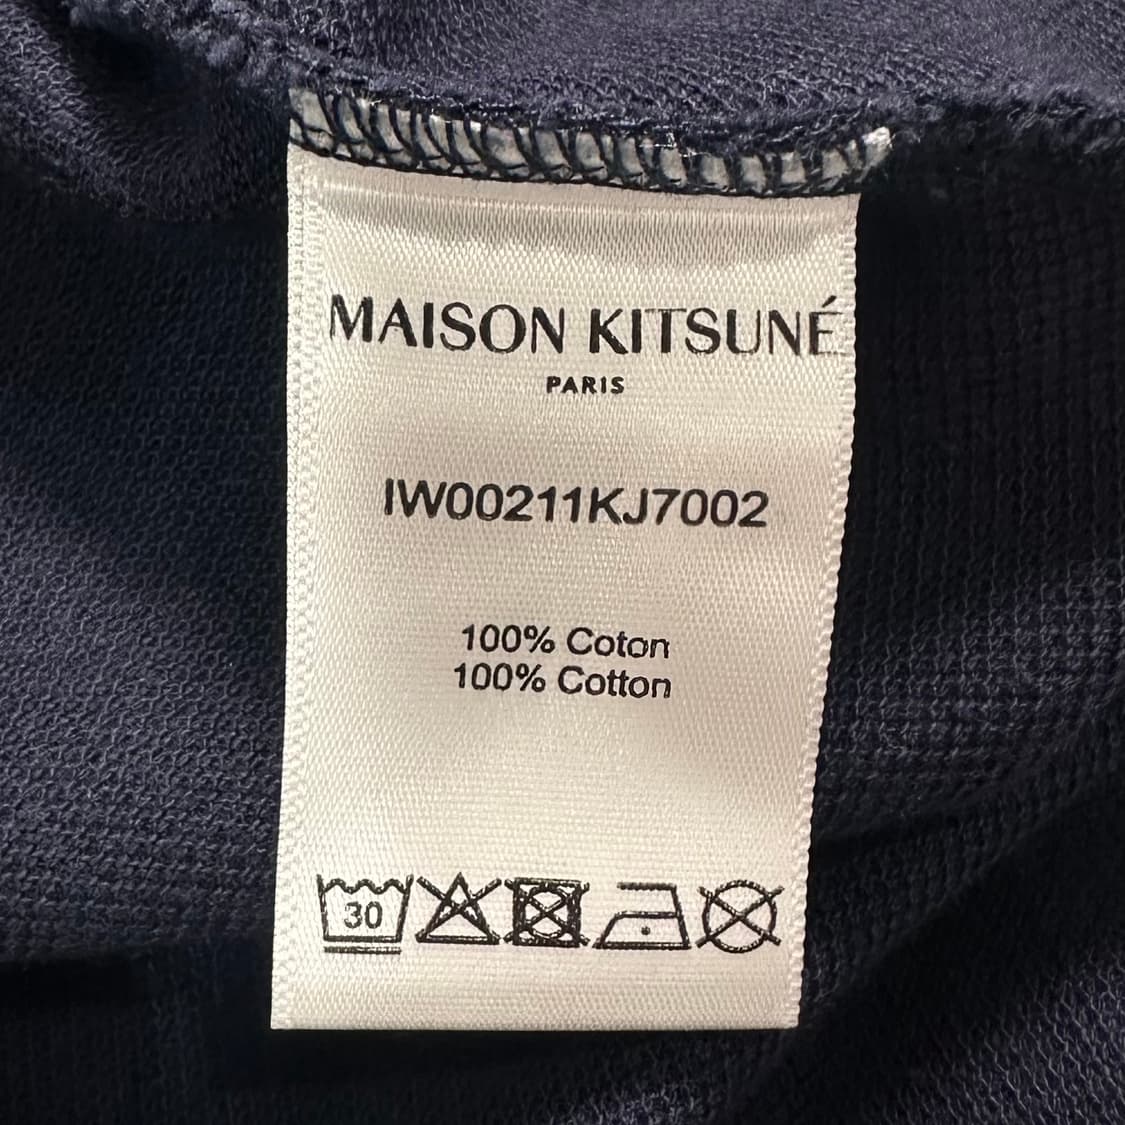 MAISON KITSUNÉ
PARIS
IW00211KJ7002
100% Coton
100% Cotton
30